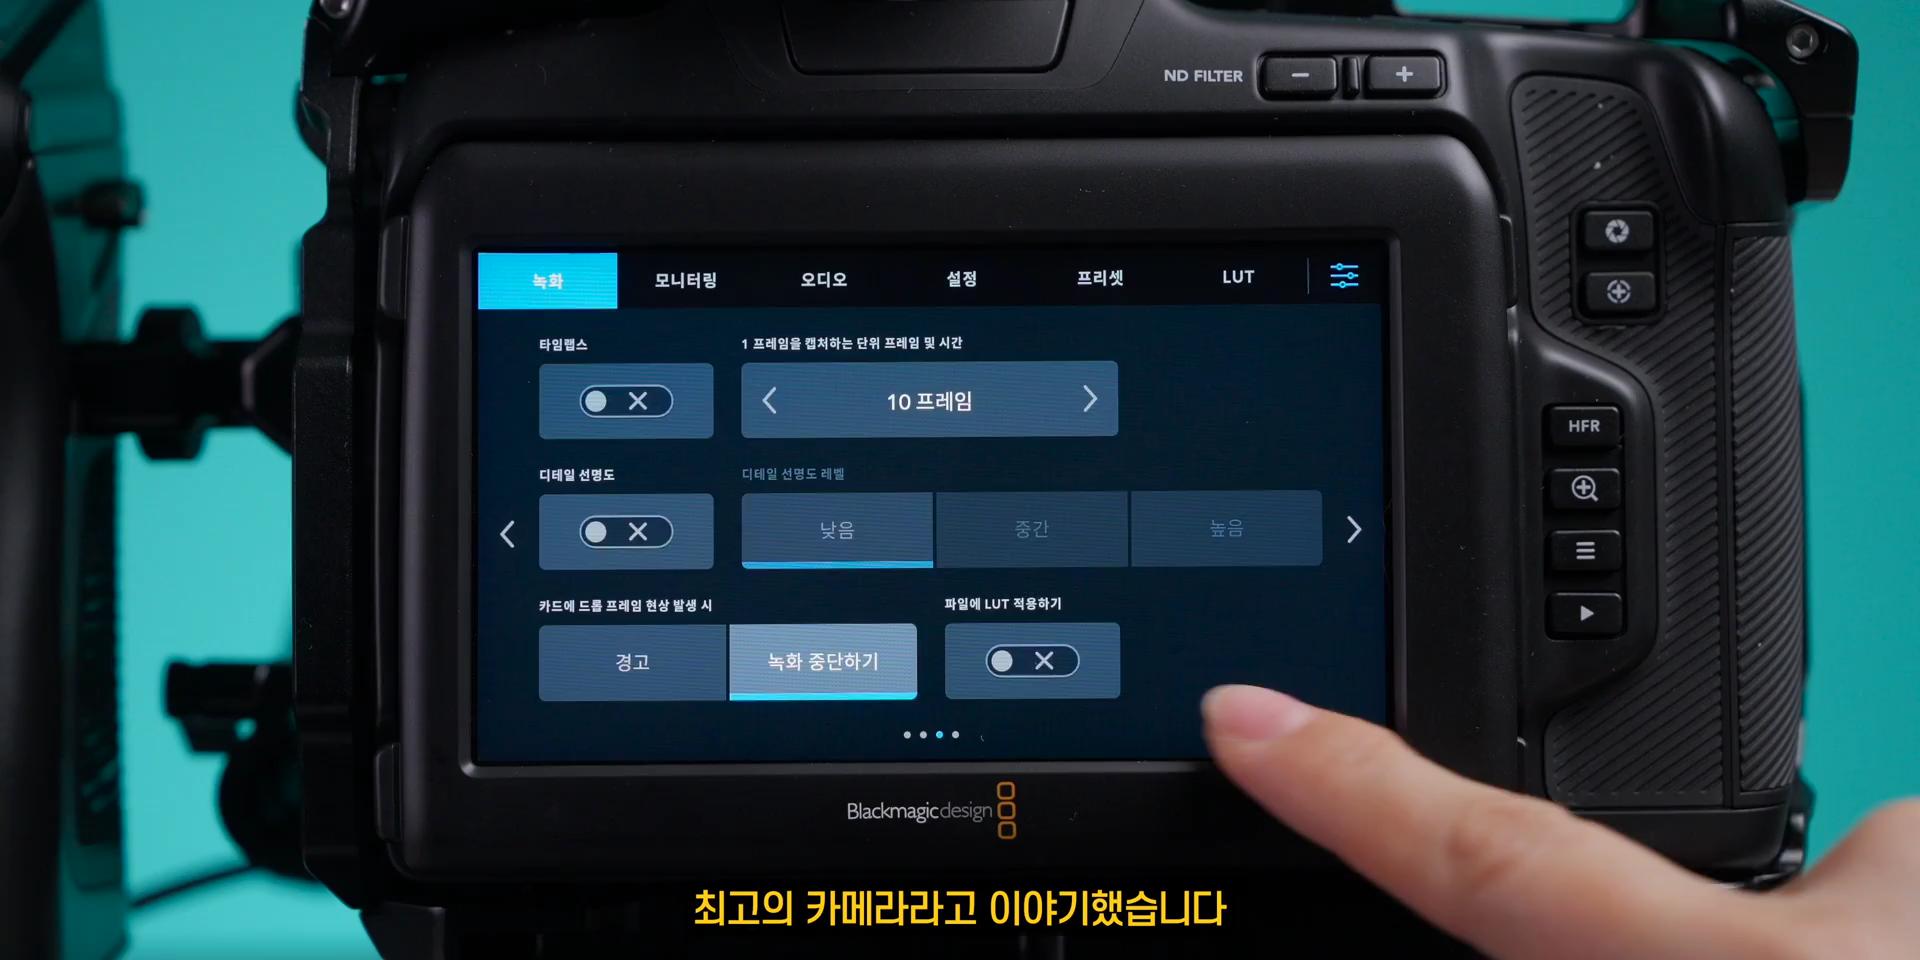 ND FILTER
녹화 모니터링 오디오 설정 프리셋 LUT
타임랩스 1 프레임을 캡처하는 단위 프레임 및 시간
10 프레임
디테일 선명도 디테일 선명도 레벨
낮음 중간 높음
카드에 드롭 프레임 현상 발생 시 파일에 LUT 적용하기
경고 녹화 중단하기
HFR
Blackmagicdesign
최고의 카메라라고 이야기했습니다